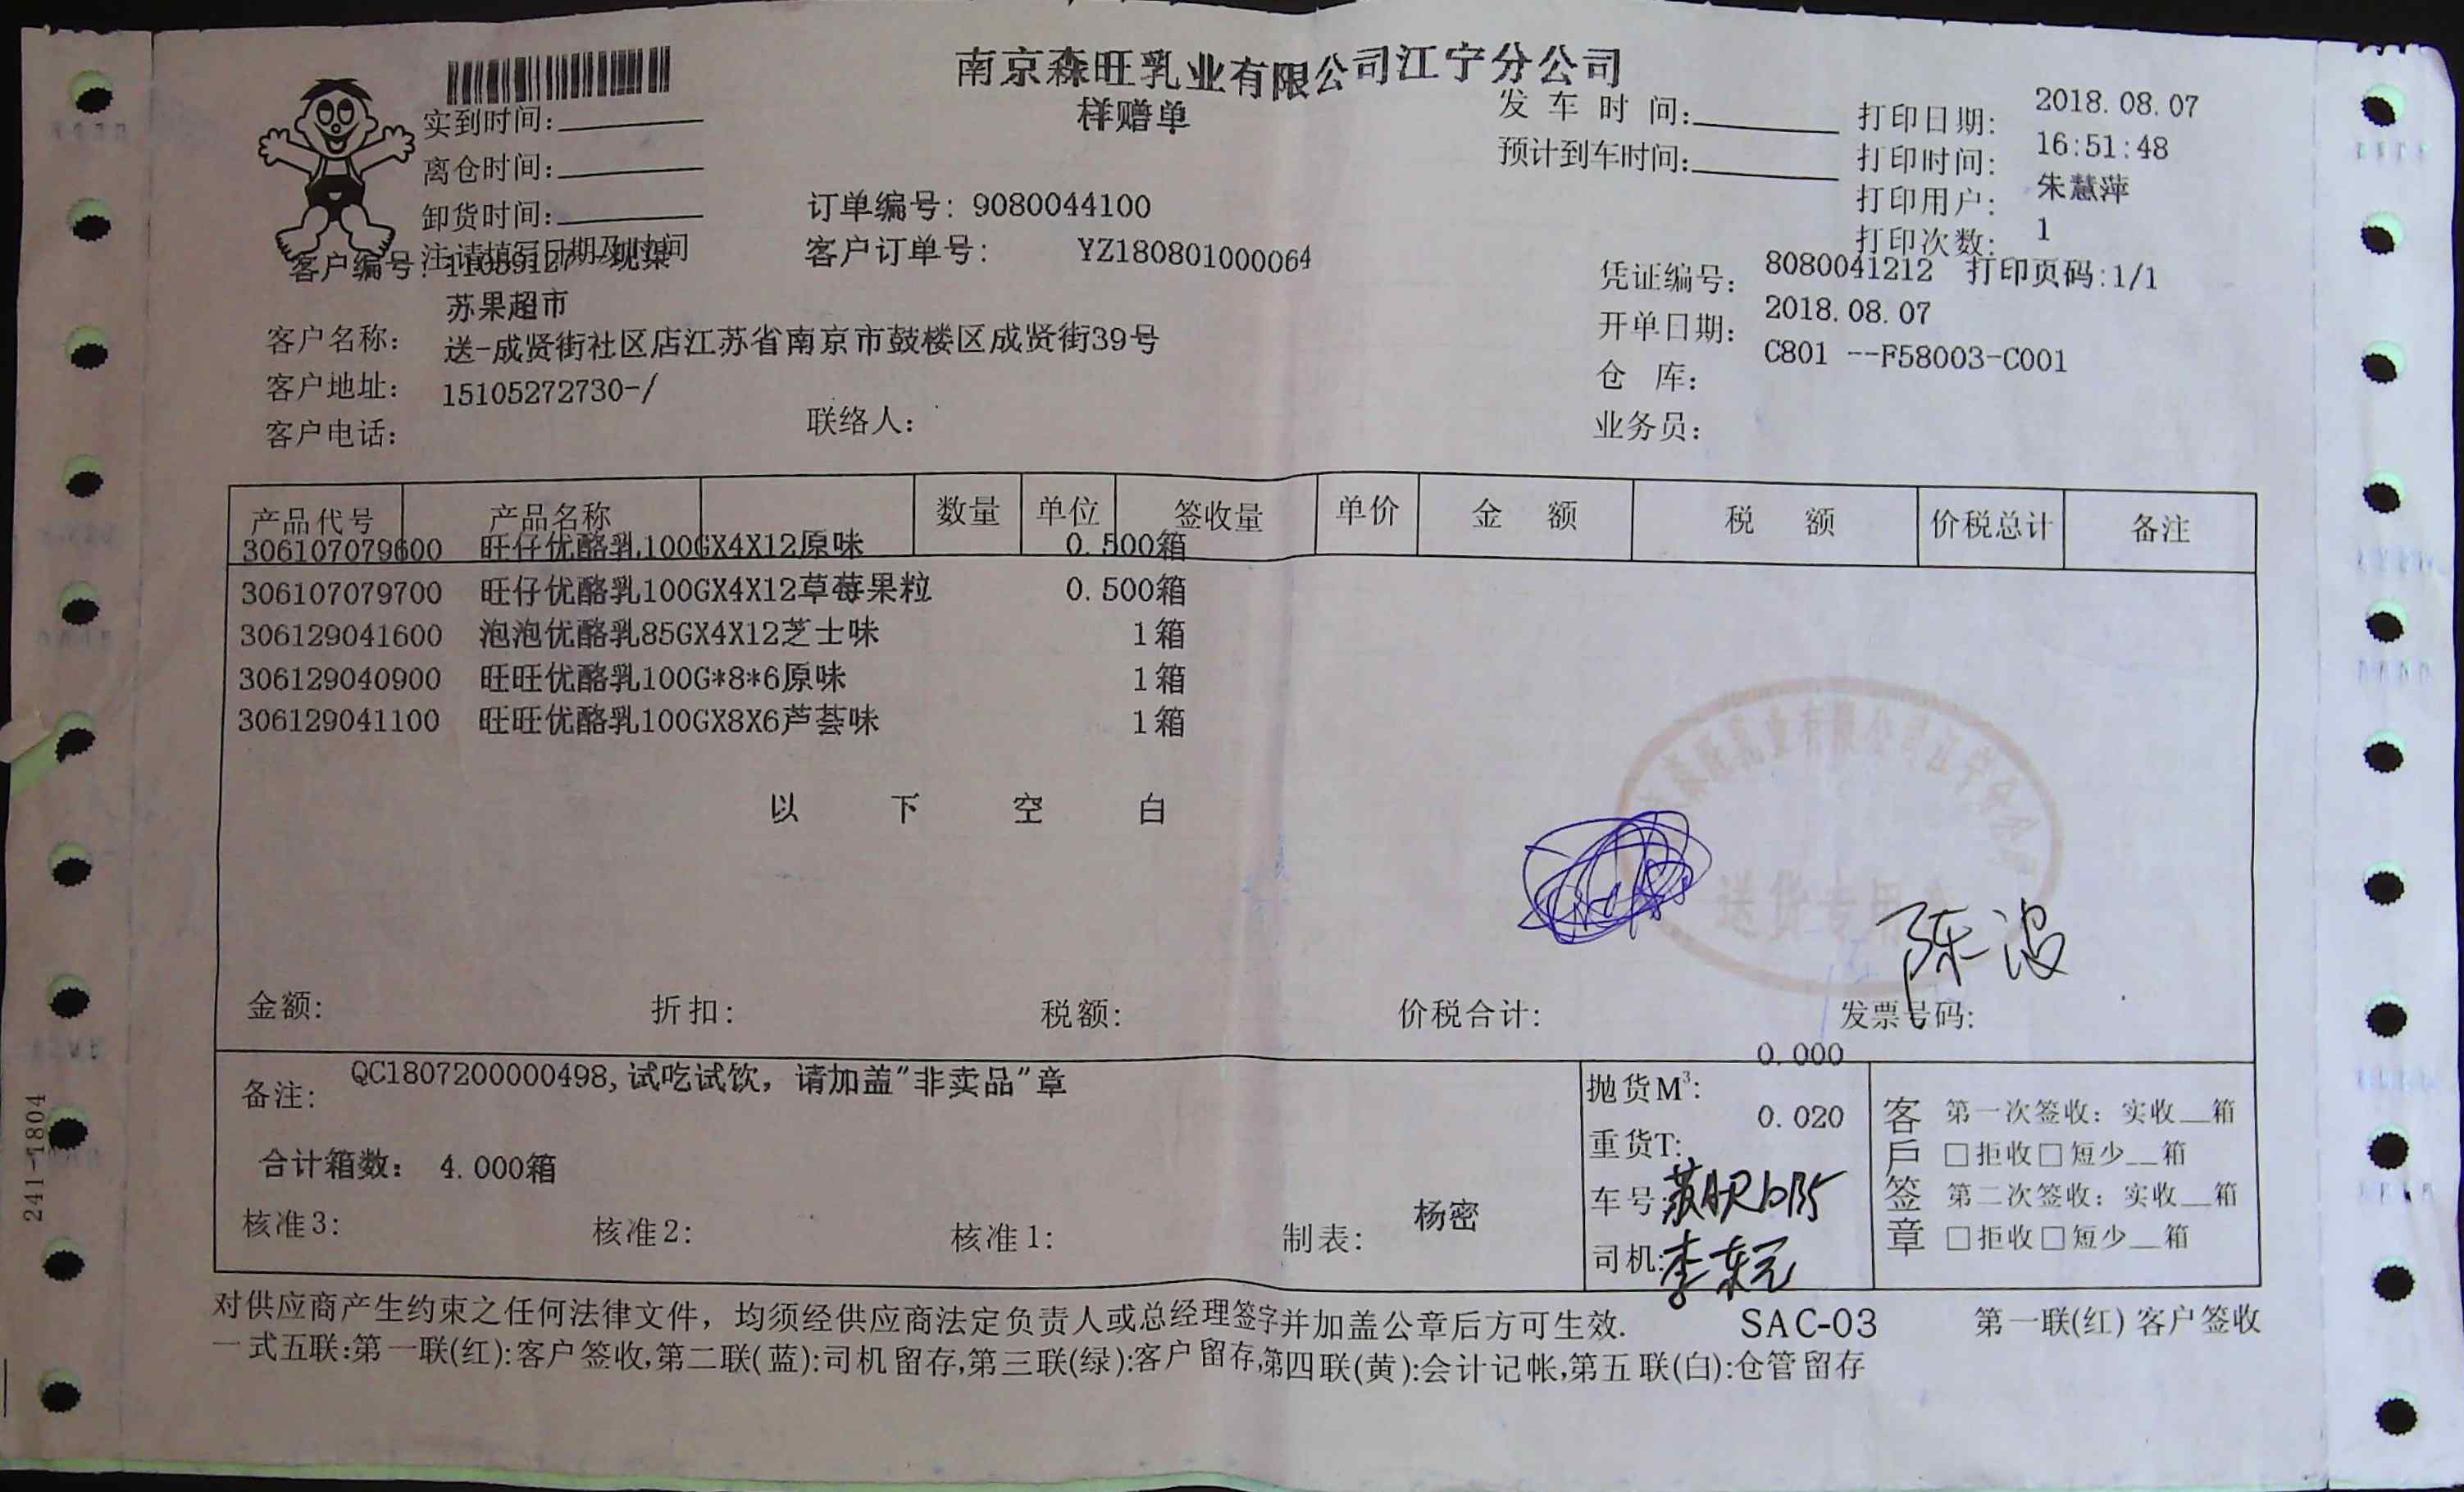 南京森旺乳业有限公司江宁分公司
样赠单
实到时间:
离仓时间:
卸货时间:
注:请填写日期及时间
发车时间:
预计到车时间:
打印日期: 2018.08.07
打印时间: 16:51:48
打印用户: 朱慧萍
打印次数: 1
订单编号: 9080044100
客户订单号: YZ180801000064
客户编号: 11059127 现渠
苏果超市
客户名称:
送-成贤街社区店江苏省南京市鼓楼区成贤街39号
客户地址:
15105272730-/
客户电话:
联络人:
凭证编号: 8080041212 打印页码:1/1
开单日期: 2018.08.07
仓库: C801 --F58003-C001
业务员:
产品代号 产品名称 数量 单位 签收量 单价 金额 税额 价税总计 备注
306107079600 旺仔优酪乳100GX4X12原味 0.500箱
306107079700 旺仔优酪乳100GX4X12草莓果粒 0.500箱
306129041600 泡泡优酪乳85GX4X12芝士味 1箱
306129040900 旺旺优酪乳100G*8*6原味 1箱
306129041100 旺旺优酪乳100GX8X6芦荟味 1箱
以下空白
送货专用
陈波
金额: 折扣: 税额: 价税合计: 发票号码:
备注: QC1807200000498,试吃试饮, 请加盖"非卖品"章
合计箱数: 4.000箱
核准3: 核准2: 核准1: 制表: 杨密
0.000
抛货M³:
0.020
重货T:
车号:
司机:李东元
客户签章
第一次签收: 实收__箱
□拒收□短少__箱
第二次签收: 实收__箱
□拒收□短少__箱
对供应商产生约束之任何法律文件, 均须经供应商法定负责人或总经理签字并加盖公章后方可生效. SAC-03 第一联(红)客户签收
一式五联:第一联(红):客户签收,第二联(蓝):司机留存,第三联(绿):客户留存,第四联(黄):会计记帐,第五联(白):仓管留存
241-1804